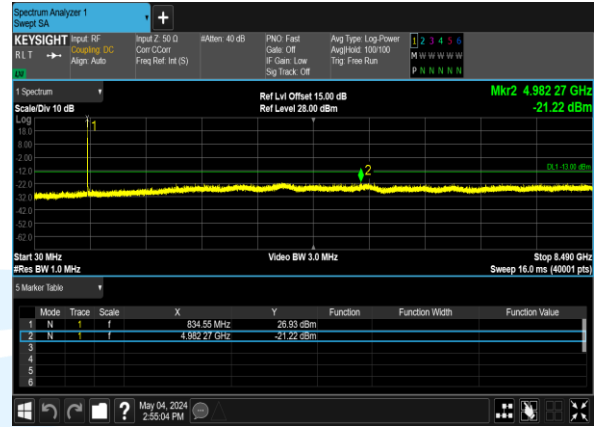 Spectrum Analyzer 1
Swept SA
+
KEYSIGHT Input: RF Input Z: 50 Ω #Atten: 40 dB PNO: Fast Avg Type: Log-Power 1 2 3 4 5 6
RLT Coupling: DC Corr CCorr Gate: Off Avg|Hold: 100/100 M W W W W W
Align: Auto Freq Ref: Int (S) IF Gain: Low Trig: Free Run P N N N N N
Sig Track: Off
1 Spectrum Ref Lvl Offset 15.00 dB Mkr2 4.982 27 GHz
Scale/Div 10 dB Ref Level 28.00 dBm -21.22 dBm
Log
18.0
8.00
-2.00
-12.0
-22.0
-32.0
-42.0
-52.0
-62.0
1
2
DL1 -13.00 dBm
Start 30 MHz Video BW 3.0 MHz Stop 8.490 GHz
#Res BW 1.0 MHz Sweep 16.0 ms (40001 pts)
5 Marker Table
Mode Trace Scale X Y Function Function Width Function Value
1 N 1 f 834.55 MHz 26.93 dBm
2 N 1 f 4.982 27 GHz -21.22 dBm
3
4
5
6
? May 04, 2024
2:55:04 PM